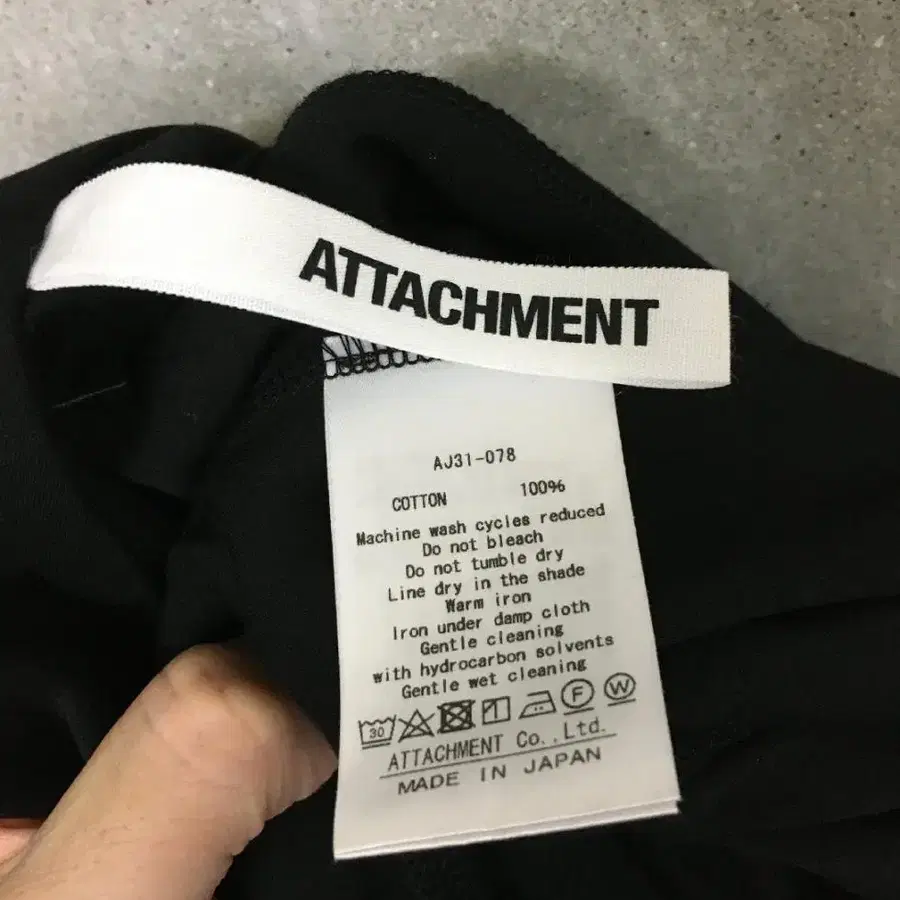 ATTACHMENT
AJ31-078
COTTON 100%
Machine wash cycles reduced
Do not bleach
Do not tumble dry
Line dry in the shade
Warm iron
Iron under damp cloth
Gentle cleaning
with hydrocarbon solvents
Gentle wet cleaning
30 F W
ATTACHMENT Co.,Ltd.
MADE IN JAPAN